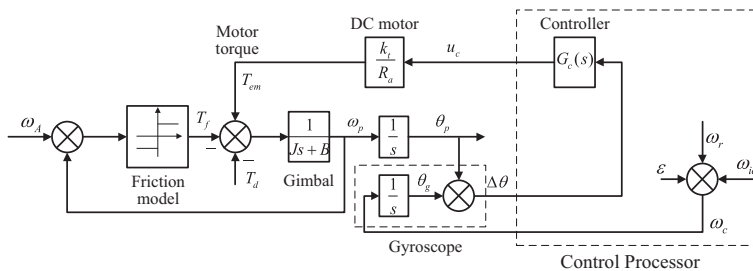 DC motor
Controller
Motor
torque
k_t
R_a
u_c
G_c(s)
T_em
ω_A
T_f
1
Js + B
ω_p
1
s
θ_p
ω_r
−
−
T_d
Friction
model
Gimbal
1
s
θ_g
Δθ
ε
ω_ie
ω_c
Gyroscope
Control Processor